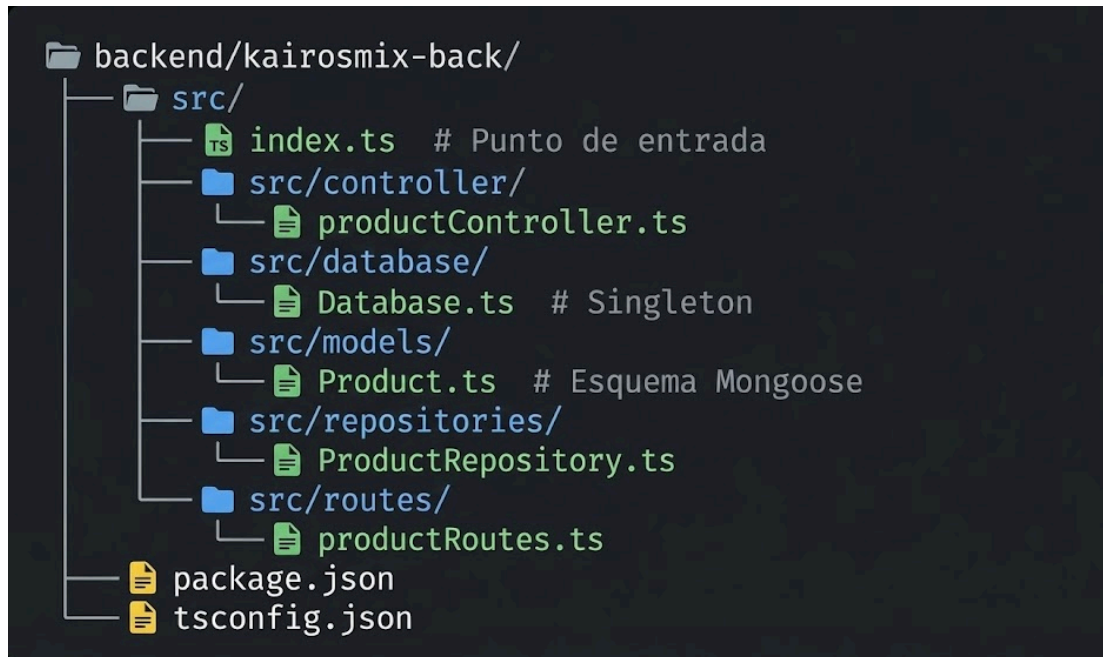 backend/kairosmix-back/
src/
index.ts # Punto de entrada
src/controller/
productController.ts
src/database/
Database.ts # Singleton
src/models/
Product.ts # Esquema Mongoose
src/repositories/
ProductRepository.ts
src/routes/
productRoutes.ts
package.json
tsconfig.json